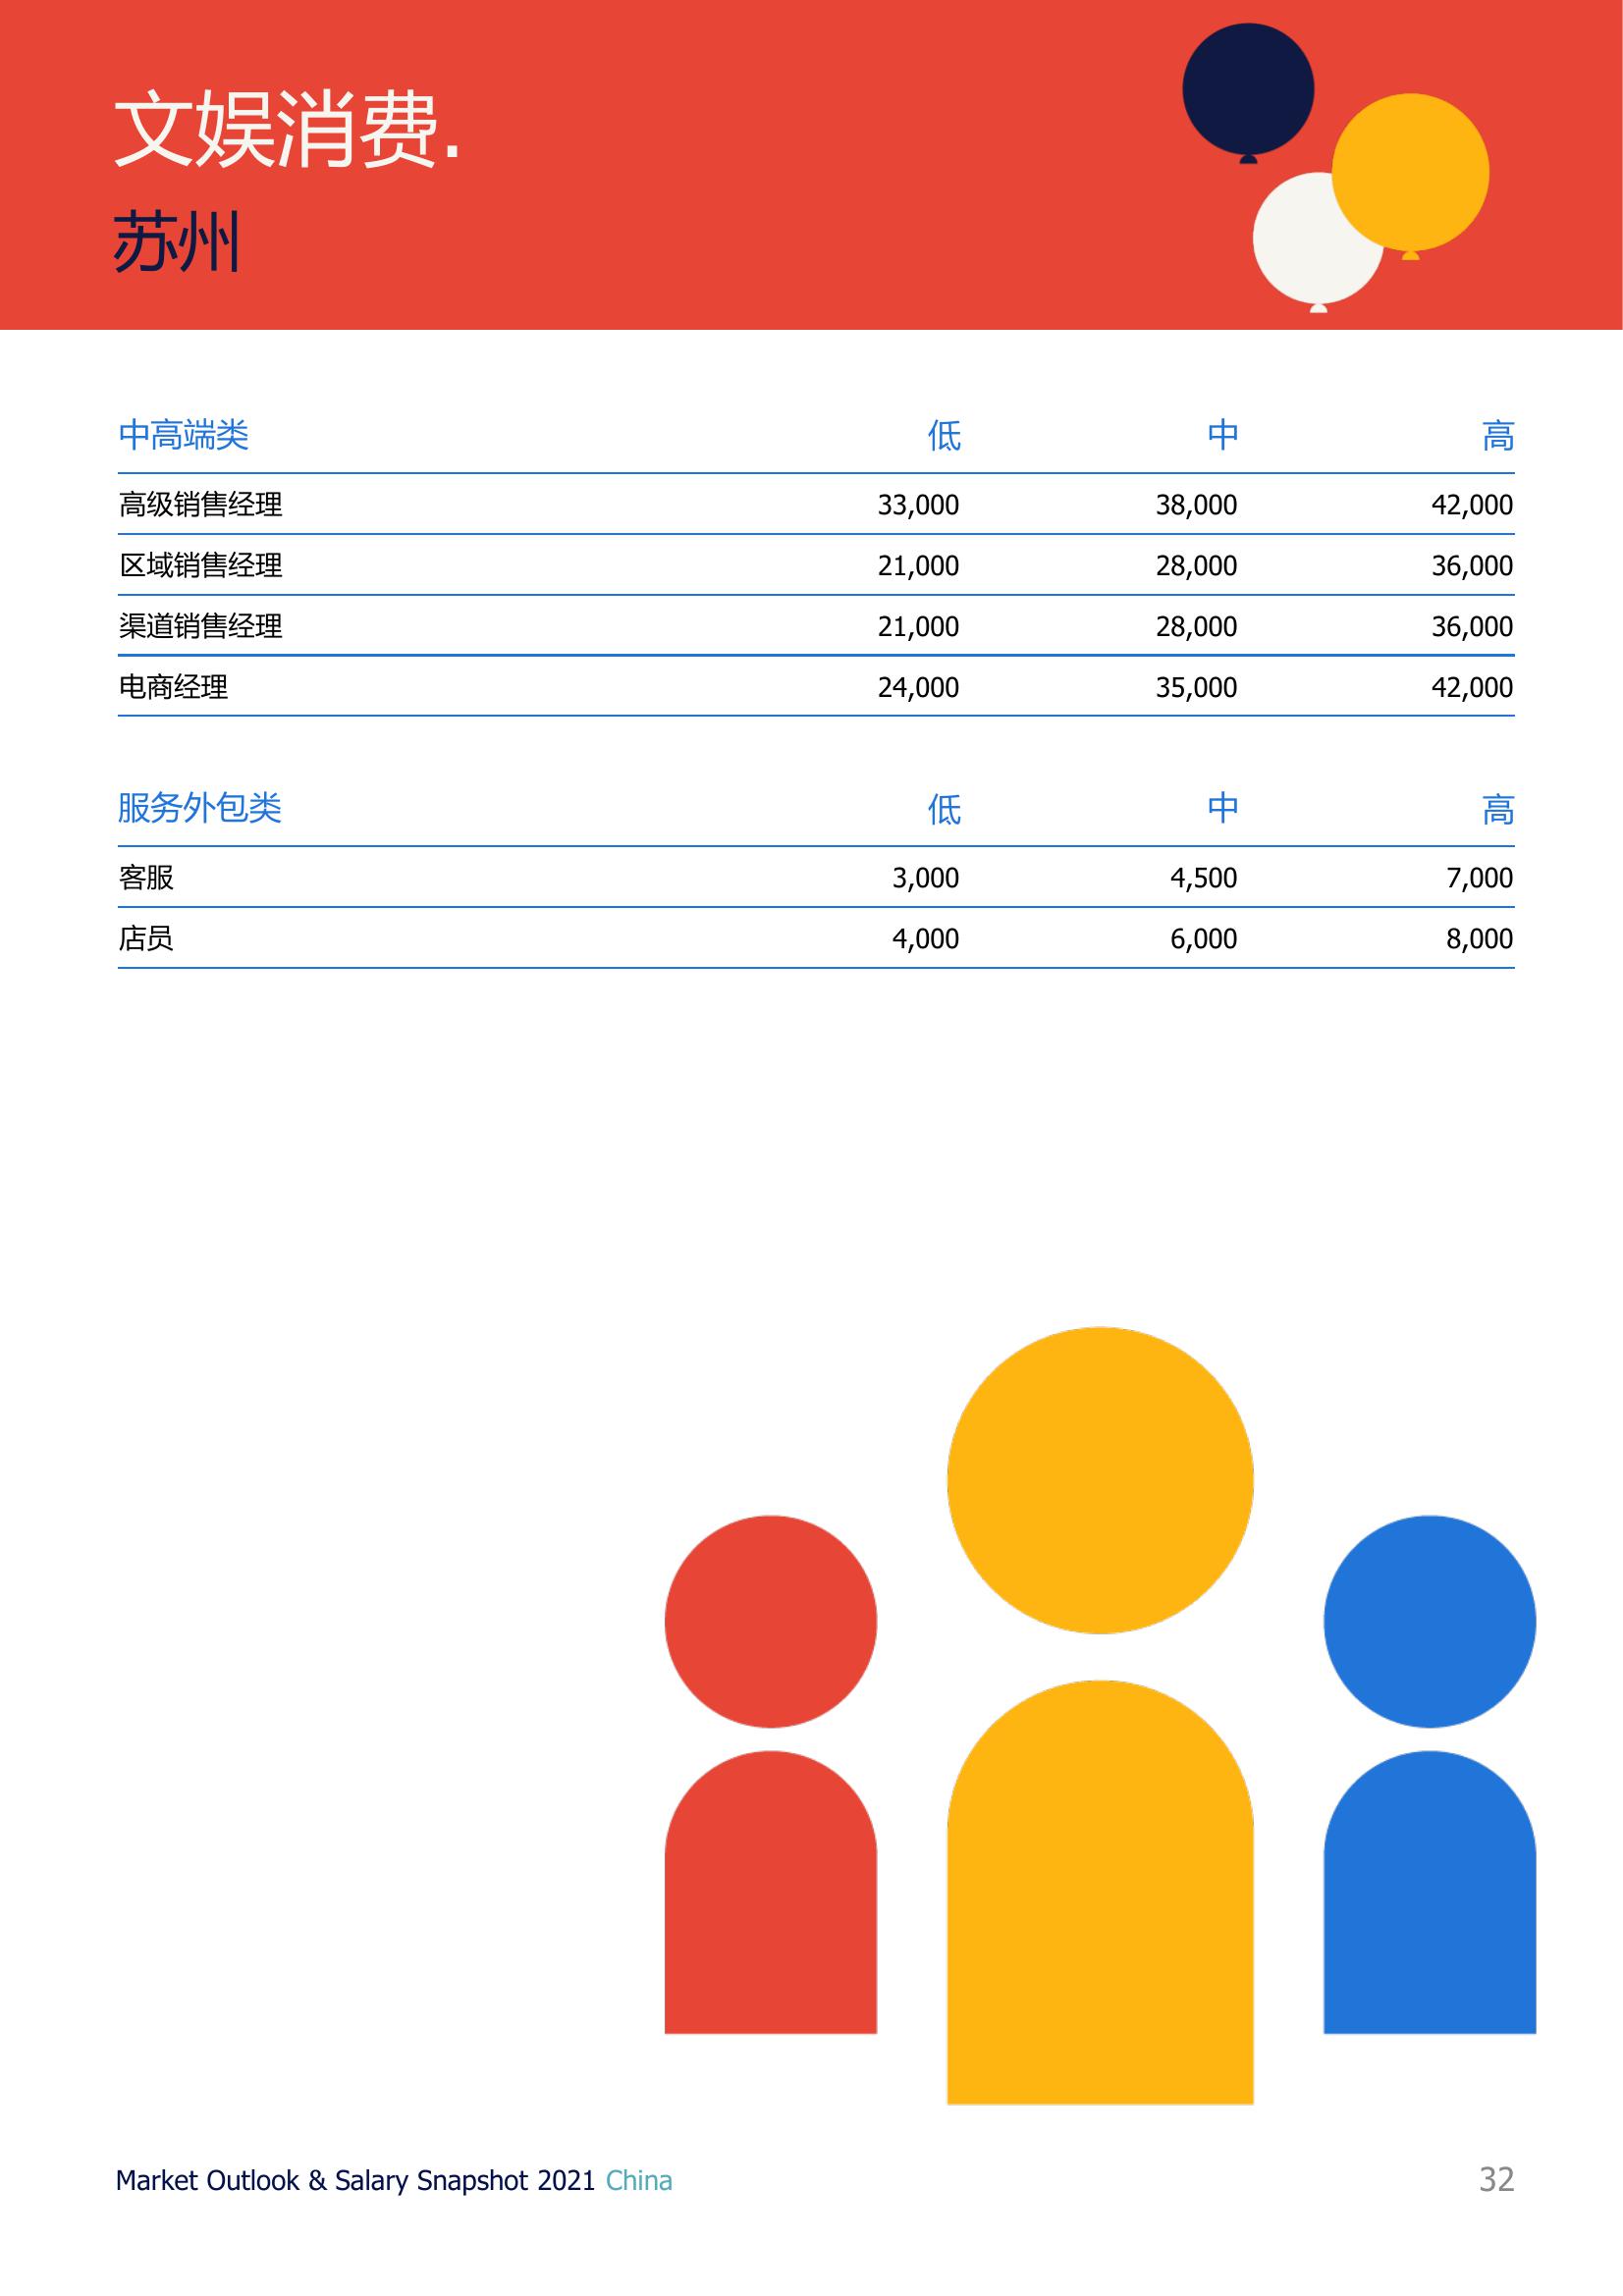 文娱消费.
苏州
中高端类 低 中 高
高级销售经理 33,000 38,000 42,000
区域销售经理 21,000 28,000 36,000
渠道销售经理 21,000 28,000 36,000
电商经理 24,000 35,000 42,000
服务外包类 低 中 高
客服 3,000 4,500 7,000
店员 4,000 6,000 8,000
Market Outlook & Salary Snapshot 2021 China 32